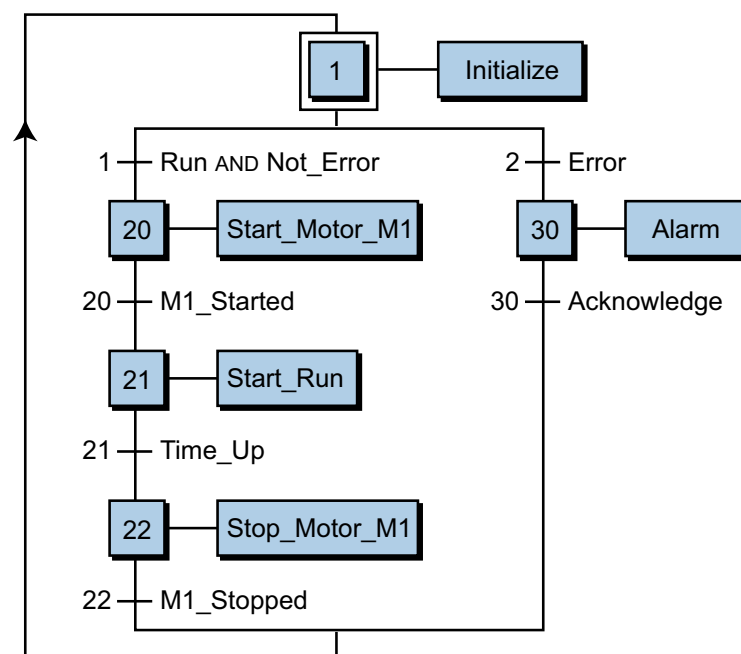 1 Initialize
1 Run AND Not_Error 2 Error
20 Start_Motor_M1 30 Alarm
20 M1_Started 30 Acknowledge
21 Start_Run
21 Time_Up
22 Stop_Motor_M1
22 M1_Stopped